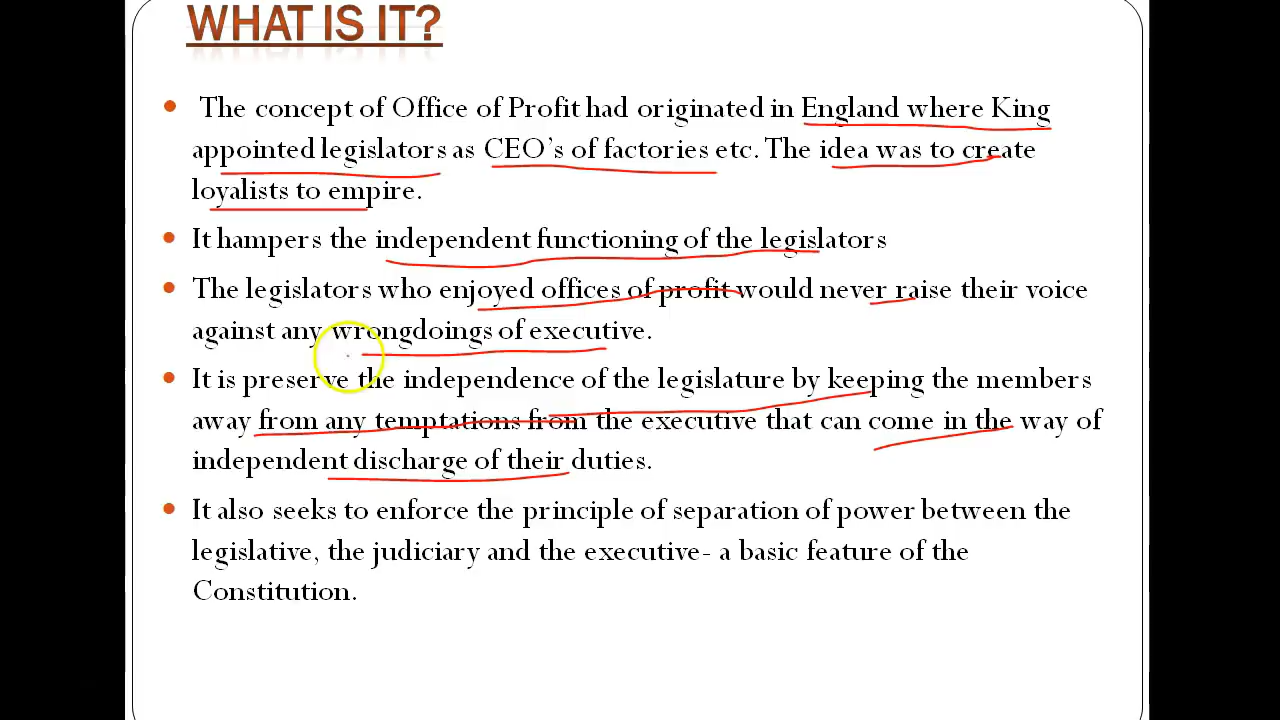 WHAT IS IT?
The concept of Office of Profit had originated in England where King
appointed legislators as CEO's of factories etc. The idea was to create
loyalists to empire.
It hampers the independent functioning of the legislators
The legislators who enjoyed offices of profit would never raise their voice
against any wrongdoings of executive.
It is preserve the independence of the legislature by keeping the members
away from any temptations from the executive that can come in the way of
independent discharge of their duties.
It also seeks to enforce the principle of separation of power between the
legislative, the judiciary and the executive- a basic feature of the
Constitution.